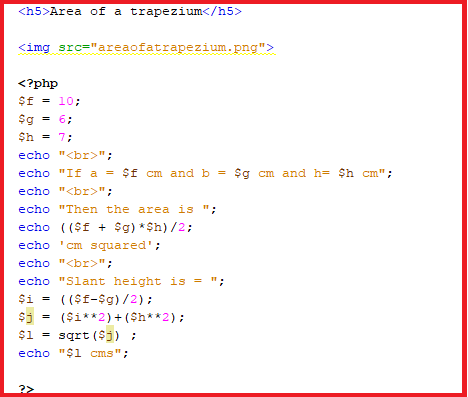 <h5>Area of a trapezium</h5>
<img src="areaofatrapezium.png">
<?php
$f = 10;
$g = 6;
$h = 7;
echo "<br>";
echo "If a = $f cm and b = $g cm and h= $h cm";
echo "<br>";
echo "Then the area is ";
echo (($f + $g)*$h)/2;
echo 'cm squared';
echo "<br>";
echo "Slant height is = ";
$i = (($f-$g)/2);
$j = ($i**2)+($h**2);
$l = sqrt($j) ;
echo "$l cms";
?>